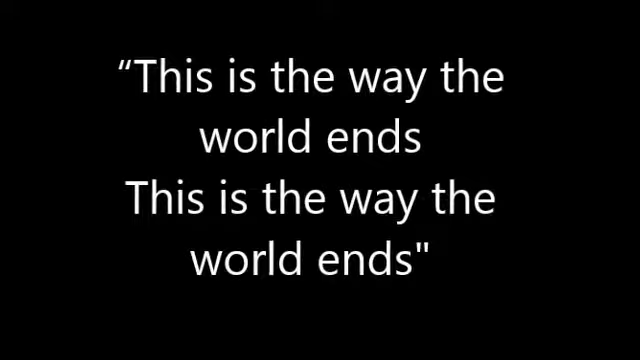 “This is the way the
world ends
This is the way the
world ends"